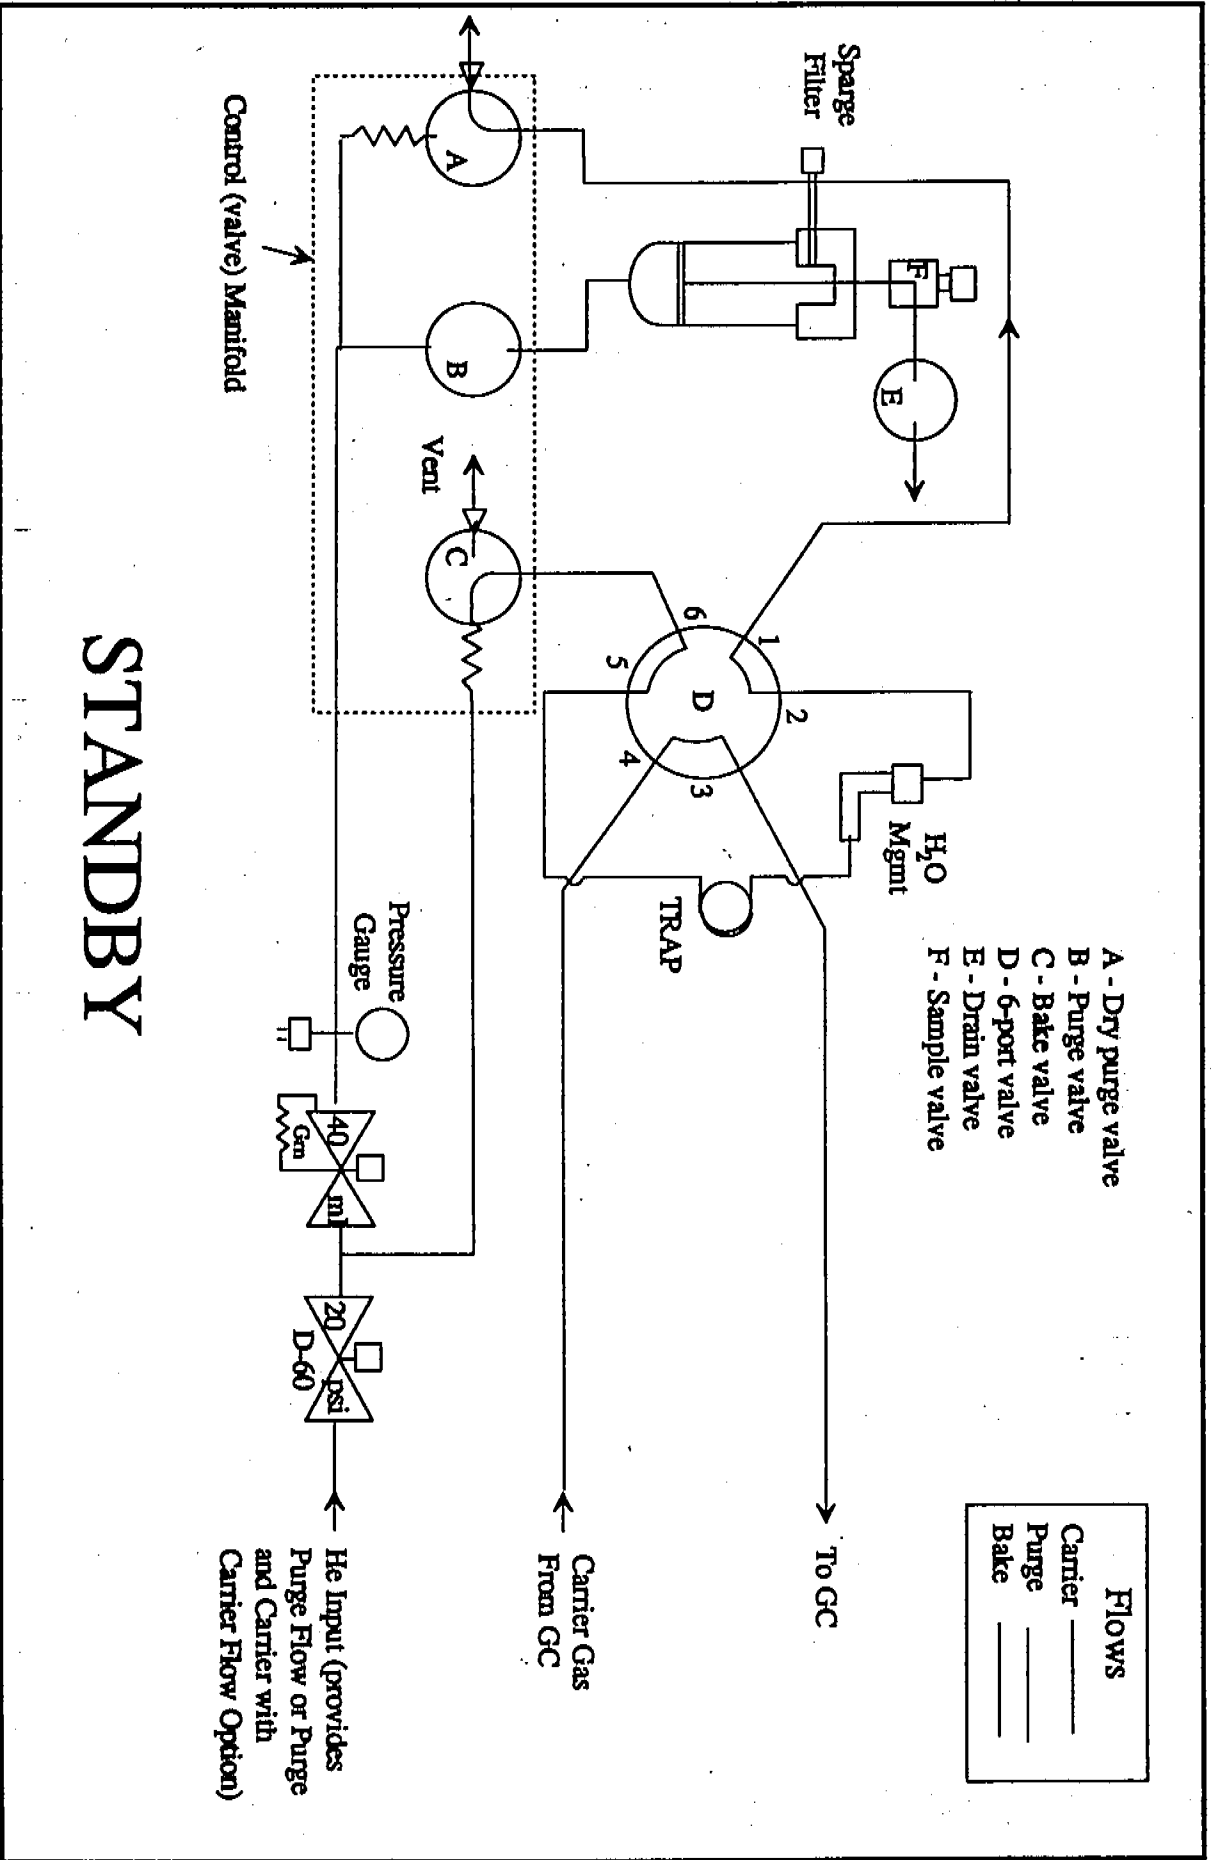 STANDBY
A - Dry purge valve
B - Purge valve
C - Bake valve
D - 6-port valve
E - Drain valve
F - Sample valve
Flows
Carrier
Purge
Bake
Sparge
Filter
F
E
H₂O
Mgmt
TRAP
1
2
3
4
5
6
D
To GC
Carrier Gas
From GC
A
B
C
Vent
Control (valve) Manifold
Pressure
Gauge
40 ml
Grn
20 psi
D-60
He Input (provides
Purge Flow or Purge
and Carrier with
Carrier Flow Option)